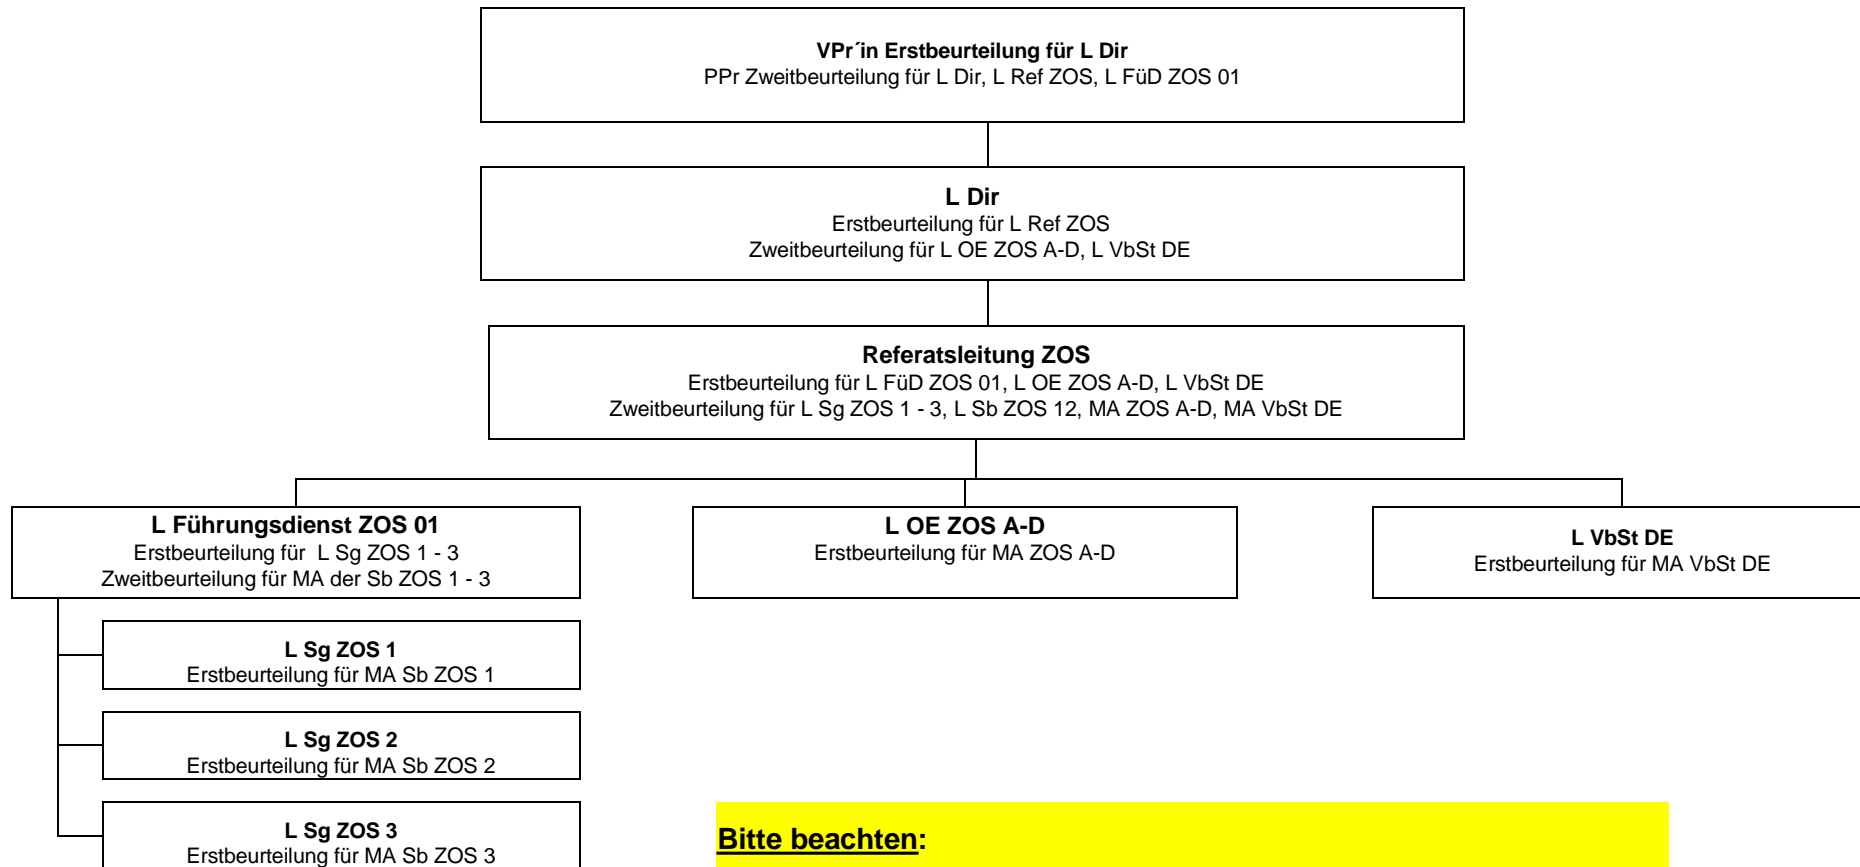 VPr´in Erstbeurteilung für L Dir
PPr Zweitbeurteilung für L Dir, L Ref ZOS, L FüD ZOS 01
L Dir
Erstbeurteilung für L Ref ZOS
Zweitbeurteilung für L OE ZOS A-D, L VbSt DE
Referatsleitung ZOS
Erstbeurteilung für L FüD ZOS 01, L OE ZOS A-D, L VbSt DE
Zweitbeurteilung für L Sg ZOS 1 - 3, L Sb ZOS 12, MA ZOS A-D, MA VbSt DE
L Führungsdienst ZOS 01
Erstbeurteilung für L Sg ZOS 1 - 3
Zweitbeurteilung für MA der Sb ZOS 1 - 3
L OE ZOS A-D
Erstbeurteilung für MA ZOS A-D
L VbSt DE
Erstbeurteilung für MA VbSt DE
L Sg ZOS 1
Erstbeurteilung für MA Sb ZOS 1
L Sg ZOS 2
Erstbeurteilung für MA Sb ZOS 2
L Sg ZOS 3
Erstbeurteilung für MA Sb ZOS 3
Bitte beachten: